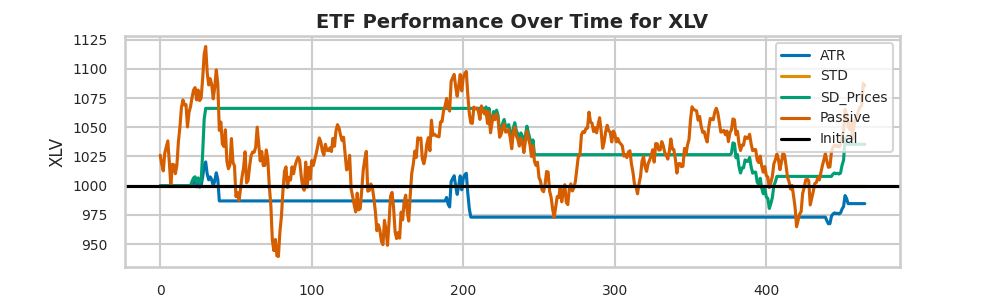 ETF Performance Over Time for XLV
XLV
1125
1100
1075
1050
1025
1000
975
950
0
100
200
300
400
ATR
STD
SD_Prices
Passive
Initial